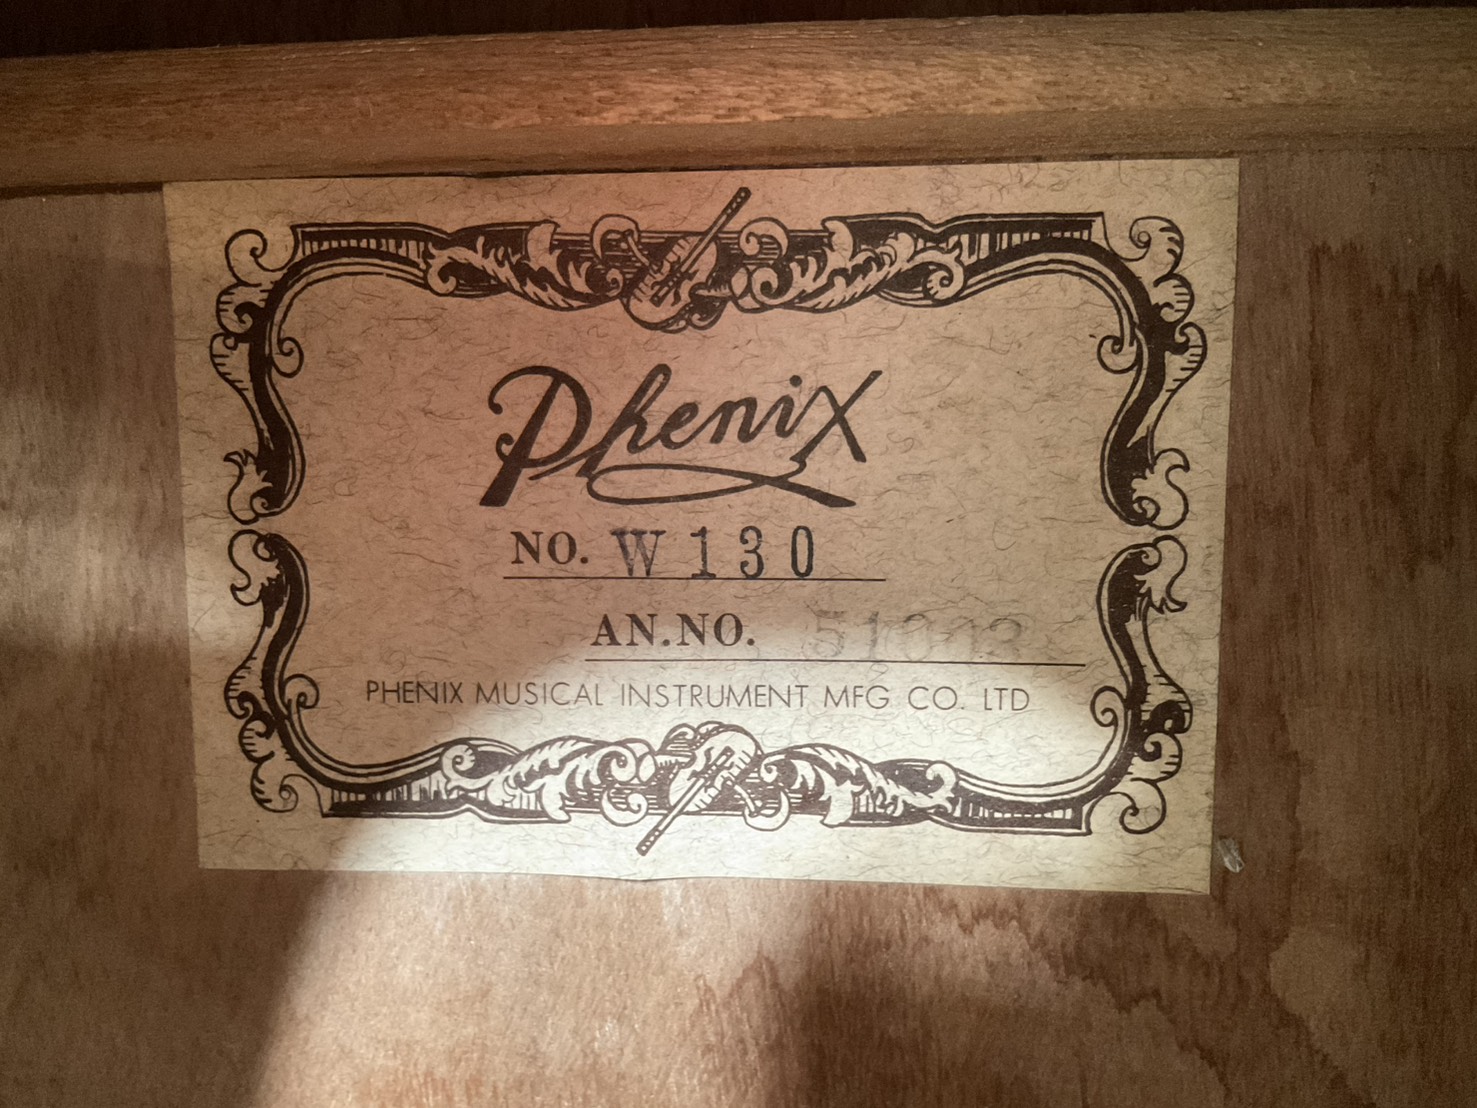 Phenix
NO. W130
AN.NO.
PHENIX MUSICAL INSTRUMENT MFG CO. LTD